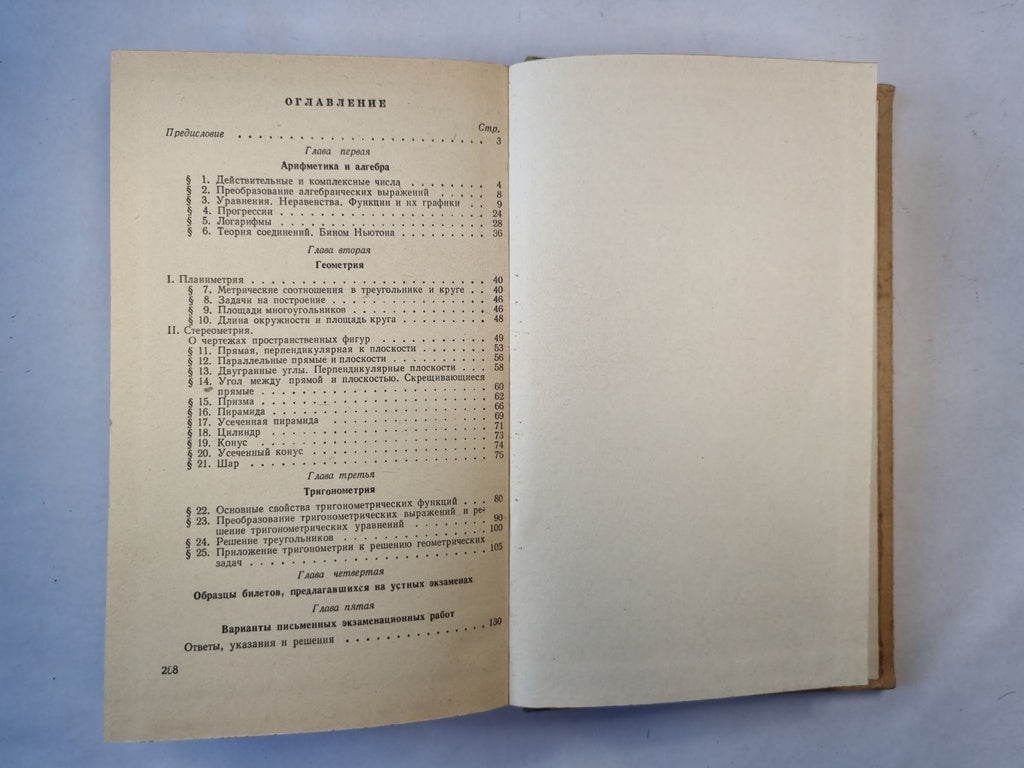 ОГЛАВЛЕНИЕ
Стр.
Предисловие . . . . . . . . . . . . . . . . . . . . . . 3
Глава первая
Арифметика и алгебра
§ 1. Действительные и комплексные числа . . . . . . . 4
§ 2. Преобразование алгебраических выражений . . . . . 8
§ 3. Уравнения. Неравенства. Функции и их графики . . 9
§ 4. Прогрессии . . . . . . . . . . . . . . . . . . 24
§ 5. Логарифмы . . . . . . . . . . . . . . . . . . 28
§ 6. Теория соединений. Бином Ньютона . . . . . . . . 36
Глава вторая
Геометрия
I. Планиметрия . . . . . . . . . . . . . . . . . . . . 40
§ 7. Метрические соотношения в треугольнике и круге . . 40
§ 8. Задачи на построение . . . . . . . . . . . . . . 46
§ 9. Площади многоугольников . . . . . . . . . . . . 46
§ 10. Длина окружности и площадь круга . . . . . . . . 48
II. Стереометрия.
О чертежах пространственных фигур . . . . . . . . . 49
§ 11. Прямая, перпендикулярная к плоскости . . . . . . 53
§ 12. Параллельные прямые и плоскости . . . . . . . . 56
§ 13. Двугранные углы. Перпендикулярные плоскости . . . 58
§ 14. Угол между прямой и плоскостью. Скрещивающиеся
прямые . . . . . . . . . . . . . . . . . . . . 60
§ 15. Призма . . . . . . . . . . . . . . . . . . . . 62
§ 16. Пирамида . . . . . . . . . . . . . . . . . . . 66
§ 17. Усеченная пирамида . . . . . . . . . . . . . . 69
§ 18. Цилиндр . . . . . . . . . . . . . . . . . . . 71
§ 19. Конус . . . . . . . . . . . . . . . . . . . . 73
§ 20. Усеченный конус . . . . . . . . . . . . . . . . 74
§ 21. Шар . . . . . . . . . . . . . . . . . . . . . 75
Глава третья
Тригонометрия
§ 22. Основные свойства тригонометрических функций . . . 80
§ 23. Преобразование тригонометрических выражений и ре-
шение тригонометрических уравнений . . . . . . . . 90
§ 24. Решение треугольников . . . . . . . . . . . . . 100
§ 25. Приложение тригонометрии к решению геометрических
задач . . . . . . . . . . . . . . . . . . . . . 105
Глава четвертая
Образцы билетов, предлагавшихся на устных экзаменах
Глава пятая
Варианты письменных экзаменационных работ
Ответы, указания и решения . . . . . . . . . . . . . 130
288